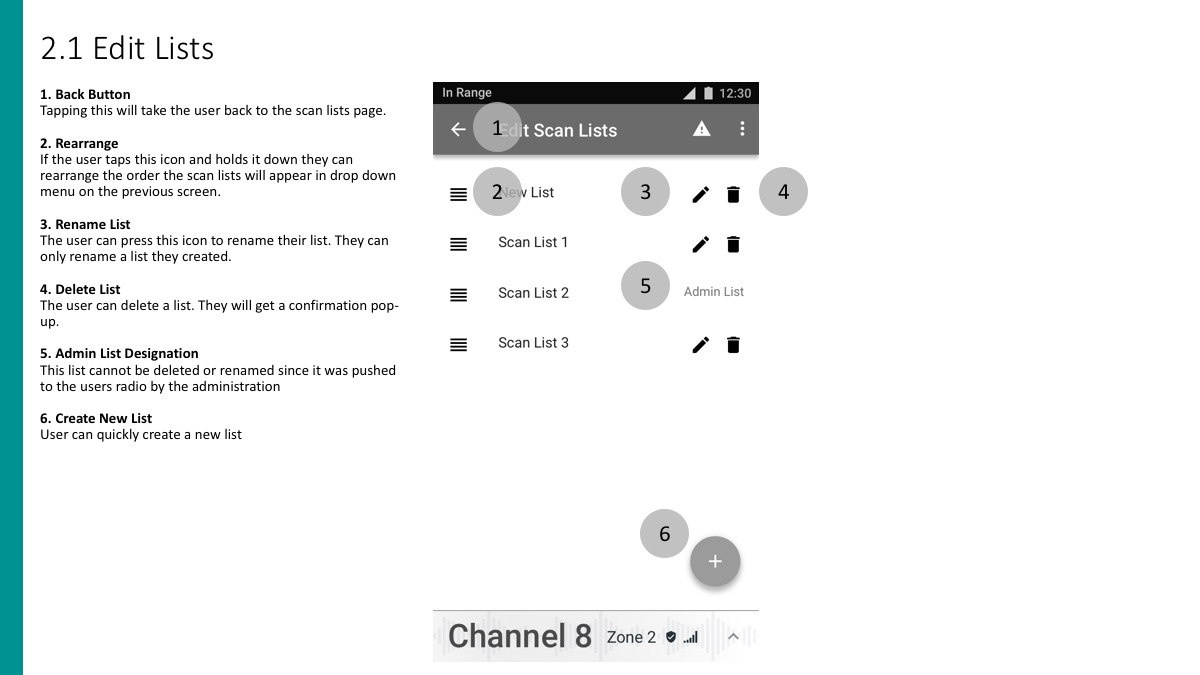 2.1 Edit Lists
1. Back Button
Tapping this will take the user back to the scan lists page.
2. Rearrange
If the user taps this icon and holds it down they can
rearrange the order the scan lists will appear in drop down
menu on the previous screen.
3. Rename List
The user can press this icon to rename their list. They can
only rename a list they created.
4. Delete List
The user can delete a list. They will get a confirmation pop-
up.
5. Admin List Designation
This list cannot be deleted or renamed since it was pushed
to the users radio by the administration
6. Create New List
User can quickly create a new list
In Range 12:30
1 Edit Scan Lists
2 New List 3 4
Scan List 1
Scan List 2 5 Admin List
Scan List 3
6
+
Channel 8 Zone 2